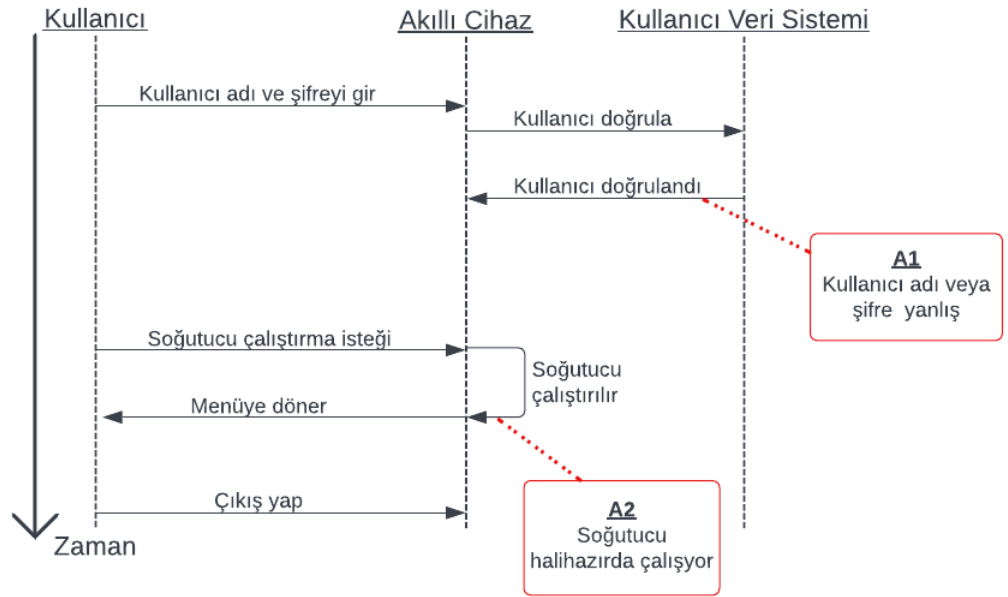 Kullanıcı
Akıllı Cihaz
Kullanıcı Veri Sistemi
Kullanıcı adı ve şifreyi gir
Kullanıcı doğrula
Kullanıcı doğrulandı
A1
Kullanıcı adı veya
şifre yanlış
Soğutucu çalıştırma isteği
Soğutucu
çalıştırılır
Menüye döner
Çıkış yap
A2
Soğutucu
halihazırda çalışyor
Zaman